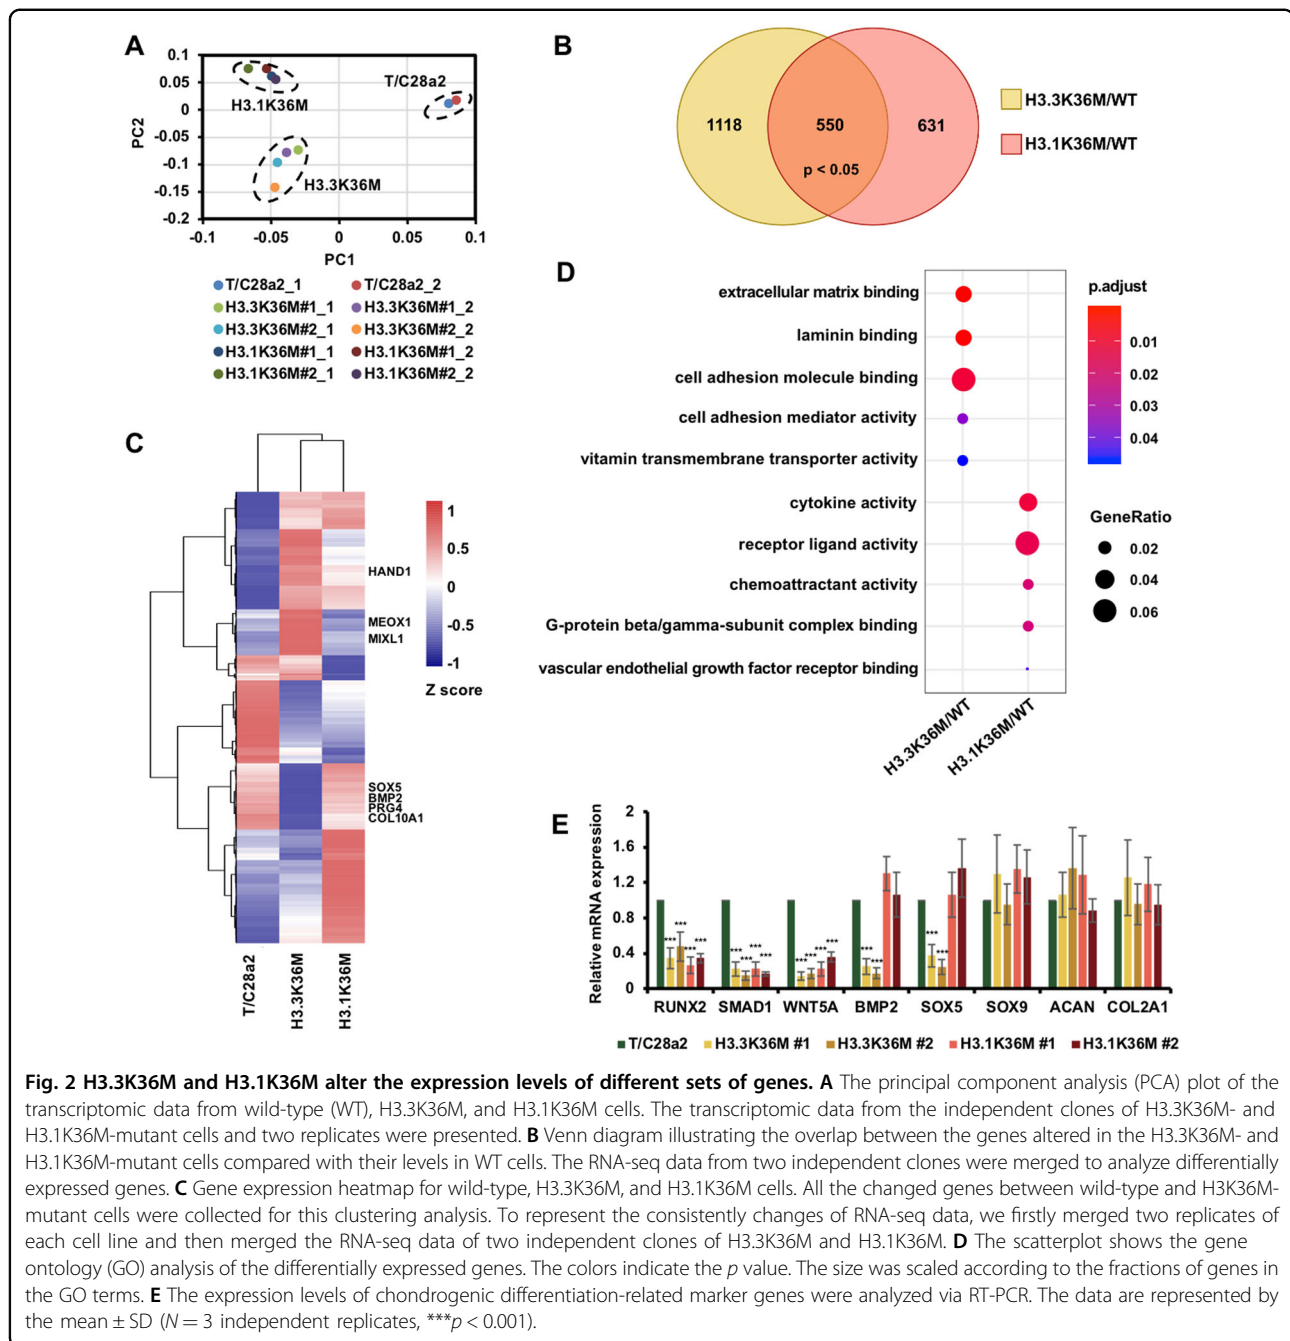 A
0.1
0.05
0
-0.05
-0.1
-0.15
-0.2
PC2
-0.1
-0.05
0
0.05
0.1
PC1
H3.1K36M
T/C28a2
H3.3K36M
T/C28a2_1
T/C28a2_2
H3.3K36M#1_1
H3.3K36M#1_2
H3.3K36M#2_1
H3.3K36M#2_2
H3.1K36M#1_1
H3.1K36M#1_2
H3.1K36M#2_1
H3.1K36M#2_2
B
1118
550
631
p < 0.05
H3.3K36M/WT
H3.1K36M/WT
C
HAND1
MEOX1
MIXL1
SOX5
BMP2
PRG4
COL10A1
1
0.5
0
-0.5
-1
Z score
T/C28a2
H3.3K36M
H3.1K36M
D
extracellular matrix binding
laminin binding
cell adhesion molecule binding
cell adhesion mediator activity
vitamin transmembrane transporter activity
cytokine activity
receptor ligand activity
chemoattractant activity
G-protein beta/gamma-subunit complex binding
vascular endothelial growth factor receptor binding
H3.3K36M/WT
H3.1K36M/WT
p.adjust
0.01
0.02
0.03
0.04
GeneRatio
0.02
0.04
0.06
E
Relative mRNA expression
2
1.6
1.2
0.8
0.4
0
*** *** *** ***
*** *** *** ***
*** *** *** ***
*** ***
*** ***
RUNX2 SMAD1 WNT5A BMP2 SOX5 SOX9 ACAN COL2A1
T/C28a2 H3.3K36M #1 H3.3K36M #2 H3.1K36M #1 H3.1K36M #2
Fig. 2 H3.3K36M and H3.1K36M alter the expression levels of different sets of genes. A The principal component analysis (PCA) plot of the
transcriptomic data from wild-type (WT), H3.3K36M, and H3.1K36M cells. The transcriptomic data from the independent clones of H3.3K36M- and
H3.1K36M-mutant cells and two replicates were presented. B Venn diagram illustrating the overlap between the genes altered in the H3.3K36M- and
H3.1K36M-mutant cells compared with their levels in WT cells. The RNA-seq data from two independent clones were merged to analyze differentially
expressed genes. C Gene expression heatmap for wild-type, H3.3K36M, and H3.1K36M cells. All the changed genes between wild-type and H3K36M-
mutant cells were collected for this clustering analysis. To represent the consistently changes of RNA-seq data, we firstly merged two replicates of
each cell line and then merged the RNA-seq data of two independent clones of H3.3K36M and H3.1K36M. D The scatterplot shows the gene
ontology (GO) analysis of the differentially expressed genes. The colors indicate the p value. The size was scaled according to the fractions of genes in
the GO terms. E The expression levels of chondrogenic differentiation-related marker genes were analyzed via RT-PCR. The data are represented by
the mean ± SD (N = 3 independent replicates, ***p < 0.001).